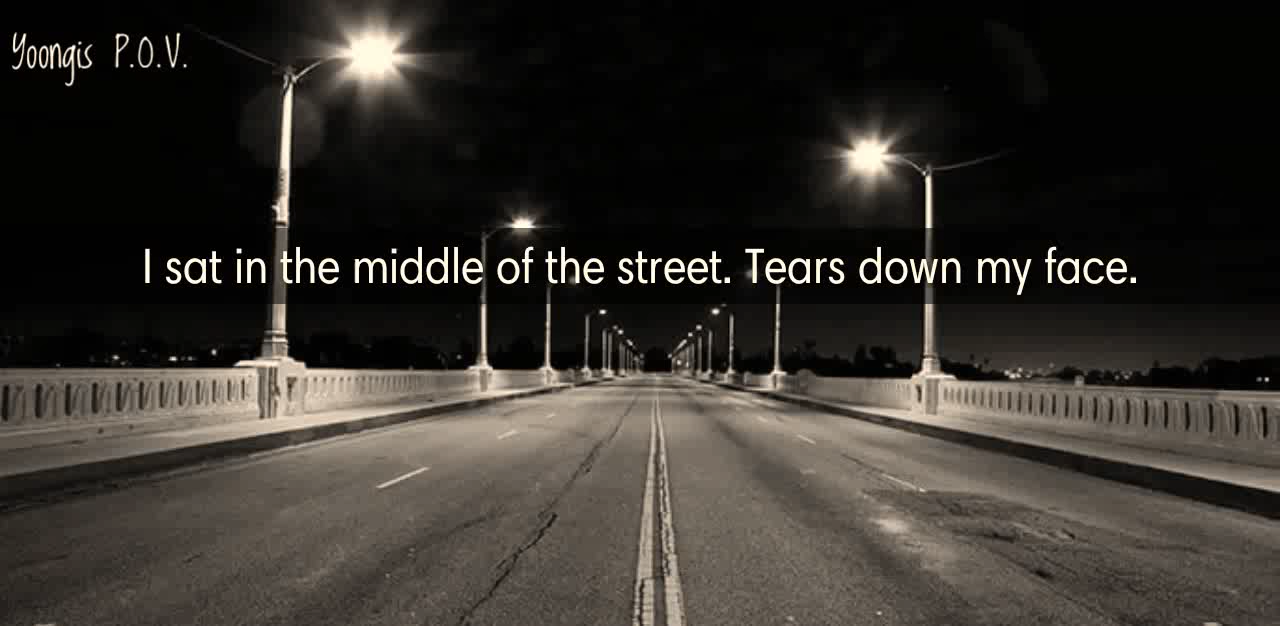 Yoongis P.O.V.
I sat in the middle of the street. Tears down my face.